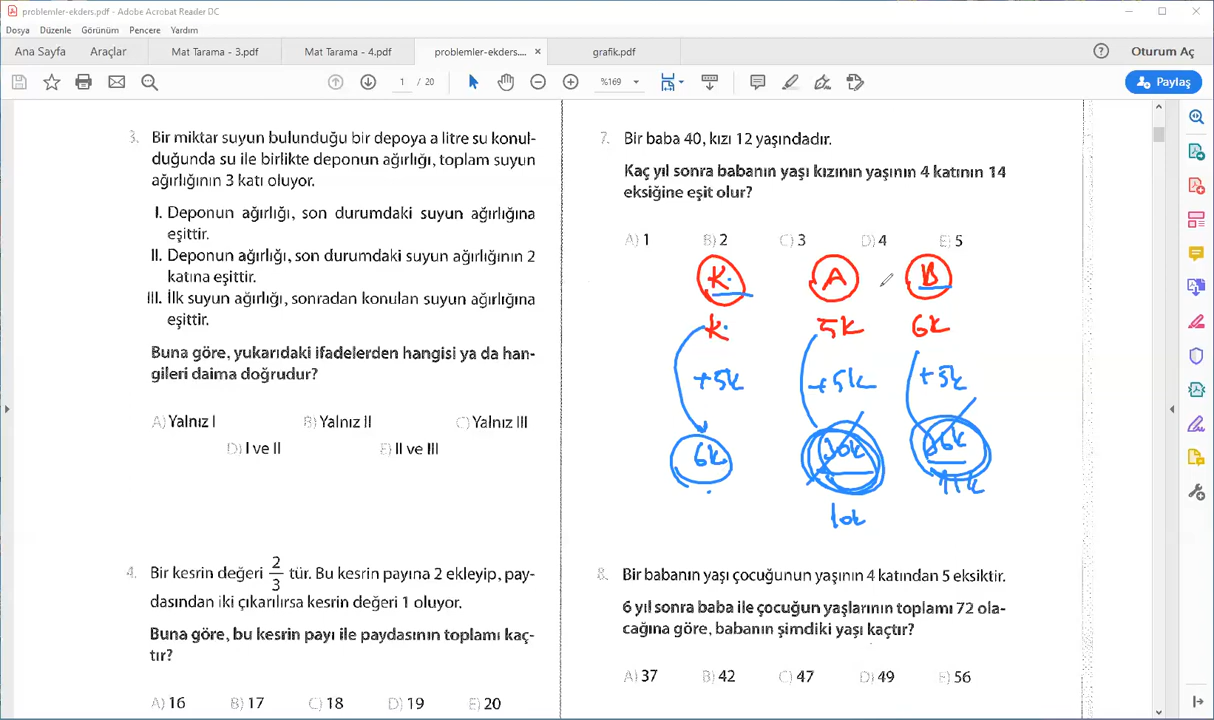 problemler-ekders.pdf - Adobe Acrobat Reader DC
Dosya Düzenle Görünüm Pencere Yardım
Ana Sayfa Araçlar Mat Tarama - 3.pdf Mat Tarama - 4.pdf problemler-ekders.... × grafik.pdf Oturum Aç
1 / 20 %169 Paylaş
3. Bir miktar suyun bulunduğu bir depoya a litre su konul-
duğunda su ile birlikte deponun ağırlığı, toplam suyun
ağırlığının 3 katı oluyor.
I. Deponun ağırlığı, son durumdaki suyun ağırlığına
eşittir.
II. Deponun ağırlığı, son durumdaki suyun ağırlığının 2
katına eşittir.
III. İlk suyun ağırlığı, sonradan konulan suyun ağırlığına
eşittir.
Buna göre, yukarıdaki ifadelerden hangisi ya da han-
gileri daima doğrudur?
A) Yalnız I B) Yalnız II C) Yalnız III
D) I ve II E) II ve III
4. Bir kesrin değeri 2/3 tür. Bu kesrin payına 2 ekleyip, pay-
dasından iki çıkarılırsa kesrin değeri 1 oluyor.
Buna göre, bu kesrin payı ile paydasının toplamı kaç-
tır?
A) 16 B) 17 C) 18 D) 19 E) 20
7. Bir baba 40, kızı 12 yaşındadır.
Kaç yıl sonra babanın yaşı kızının yaşının 4 katının 14
eksiğine eşit olur?
A) 1 B) 2 C) 3 D) 4 E) 5
K A B
k 5k 6k
+5k +5k +5k
6k
11k
10k
8. Bir babanın yaşı çocuğunun yaşının 4 katından 5 eksiktir.
6 yıl sonra baba ile çocuğun yaşlarının toplamı 72 ola-
cağına göre, babanın şimdiki yaşı kaçtır?
A) 37 B) 42 C) 47 D) 49 E) 56